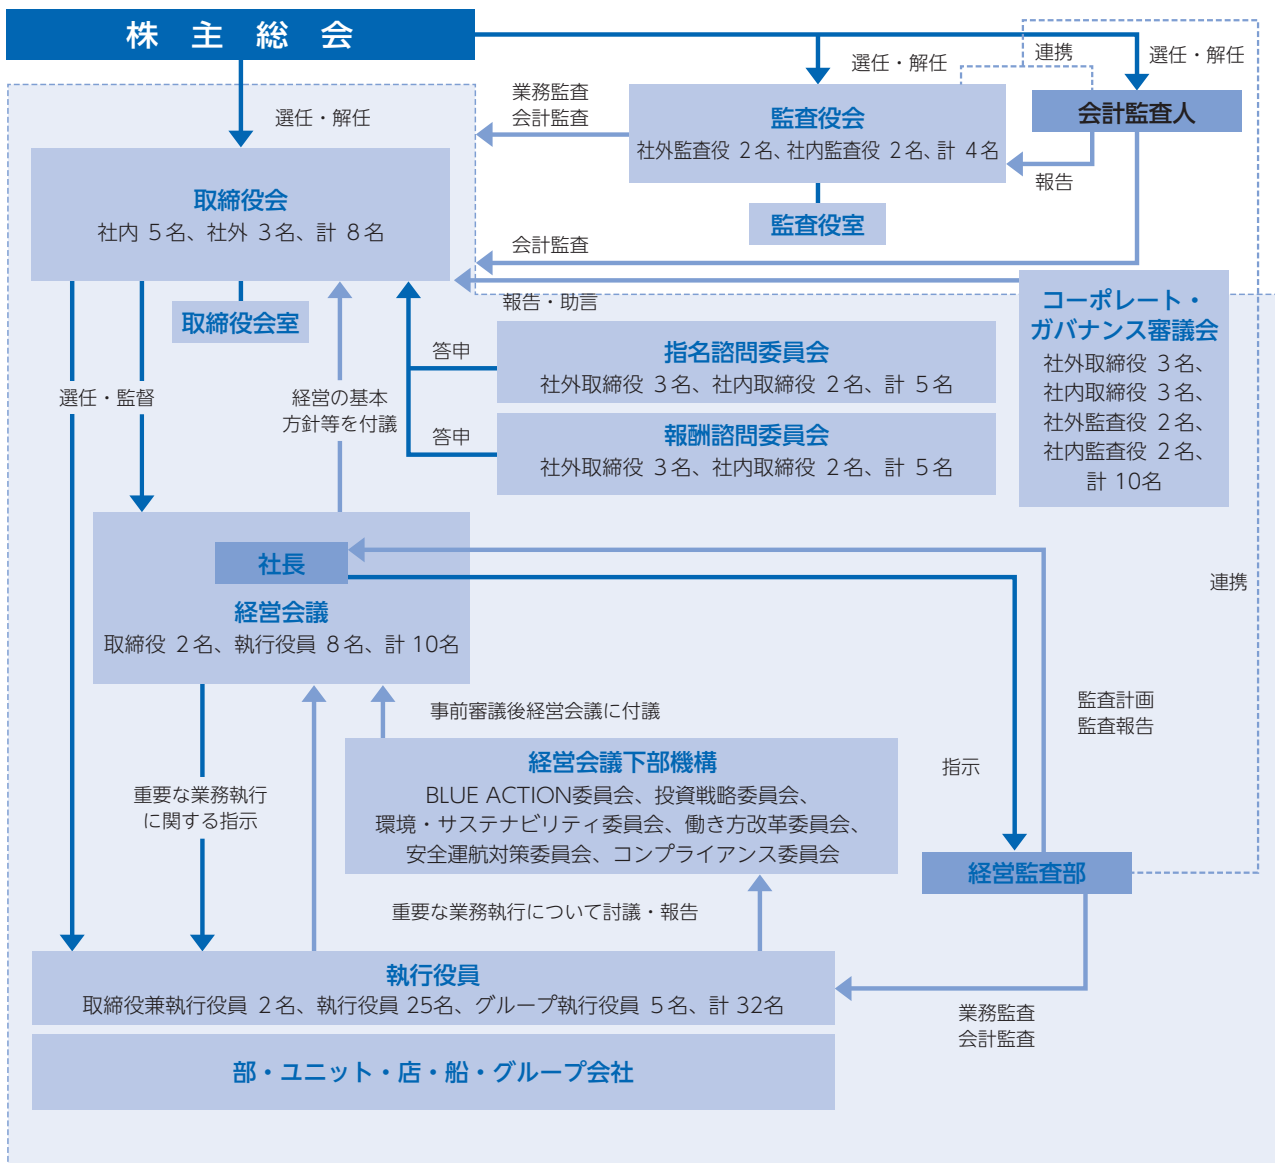 株主総会
選任・解任
選任・解任
連携
選任・解任
業務監査
会計監査
監査役会
社外監査役 2名、社内監査役 2名、計 4名
会計監査人
報告
監査役室
取締役会
社内 5名、社外 3名、計 8名
会計監査
取締役会室
報告・助言
コーポレート・
ガバナンス審議会
社外取締役 3名、
社内取締役 3名、
社外監査役 2名、
社内監査役 2名、
計 10名
答申
指名諮問委員会
社外取締役 3名、社内取締役 2名、計 5名
答申
報酬諮問委員会
社外取締役 3名、社内取締役 2名、計 5名
選任・監督
経営の基本
方針等を付議
社長
経営会議
取締役 2名、執行役員 8名、計 10名
連携
監査計画
監査報告
指示
事前審議後経営会議に付議
経営会議下部機構
BLUE ACTION委員会、投資戦略委員会、
環境・サステナビリティ委員会、働き方改革委員会、
安全運航対策委員会、コンプライアンス委員会
重要な業務執行
に関する指示
経営監査部
重要な業務執行について討議・報告
執行役員
取締役兼執行役員 2名、執行役員 25名、グループ執行役員 5名、計 32名
業務監査
会計監査
部・ユニット・店・船・グループ会社